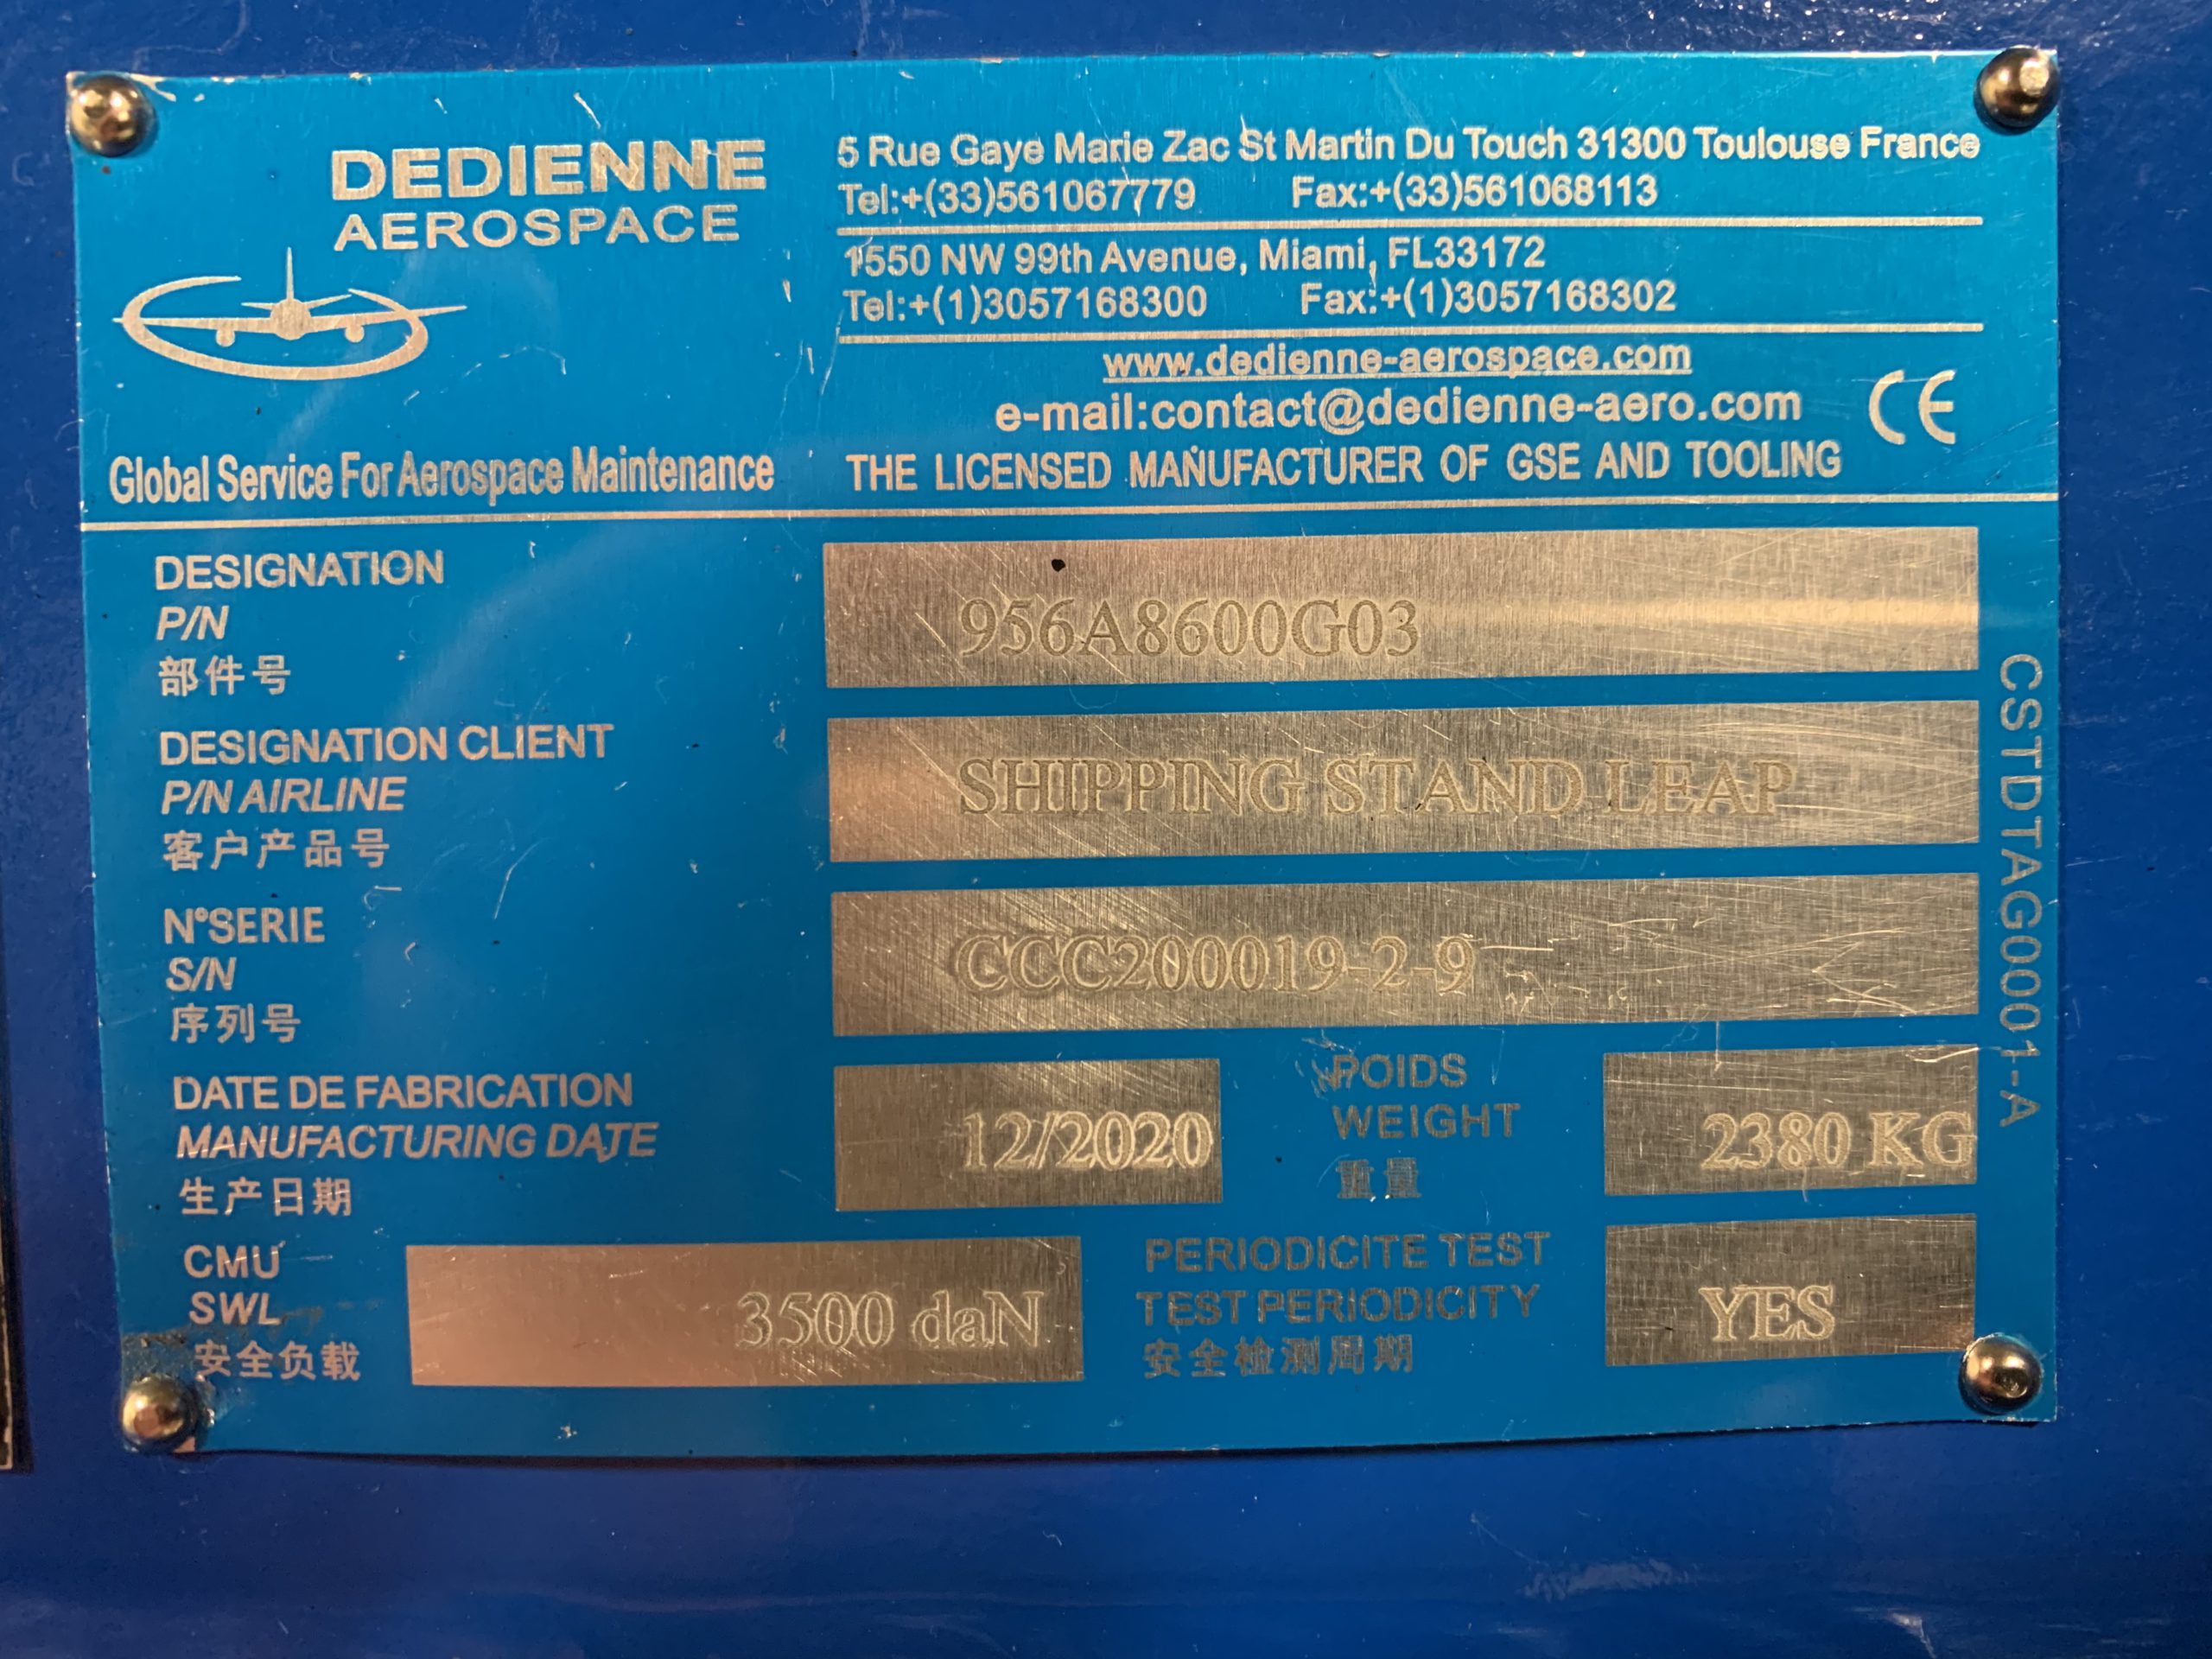 DEDIENNE
AEROSPACE
Global Service For Aerospace Maintenance
5 Rue Gaye Marie Zac St Martin Du Touch 31300 Toulouse France
Tel:+(33)561067779 Fax:+(33)561068113
1550 NW 99th Avenue, Miami, FL33172
Tel:+(1)3057168300 Fax:+(1)3057168302
www.dedienne-aerospace.com
e-mail:contact@dedienne-aero.com
CE
THE LICENSED MANUFACTURER OF GSE AND TOOLING
DESIGNATION
P/N
部件号
956A8600G03
DESIGNATION CLIENT
P/N AIRLINE
客户产品号
SHIPPING STAND LEAP
N°SERIE
S/N
序列号
CCC200019-2-9
DATE DE FABRICATION
MANUFACTURING DATE
生产日期
12/2020
POIDS
WEIGHT
重量
2380 KG
CMU
SWL
安全负载
3500 daN
PERIODICITE TEST
TEST PERIODICITY
安全检测周期
YES
CSTDTAG0001-A